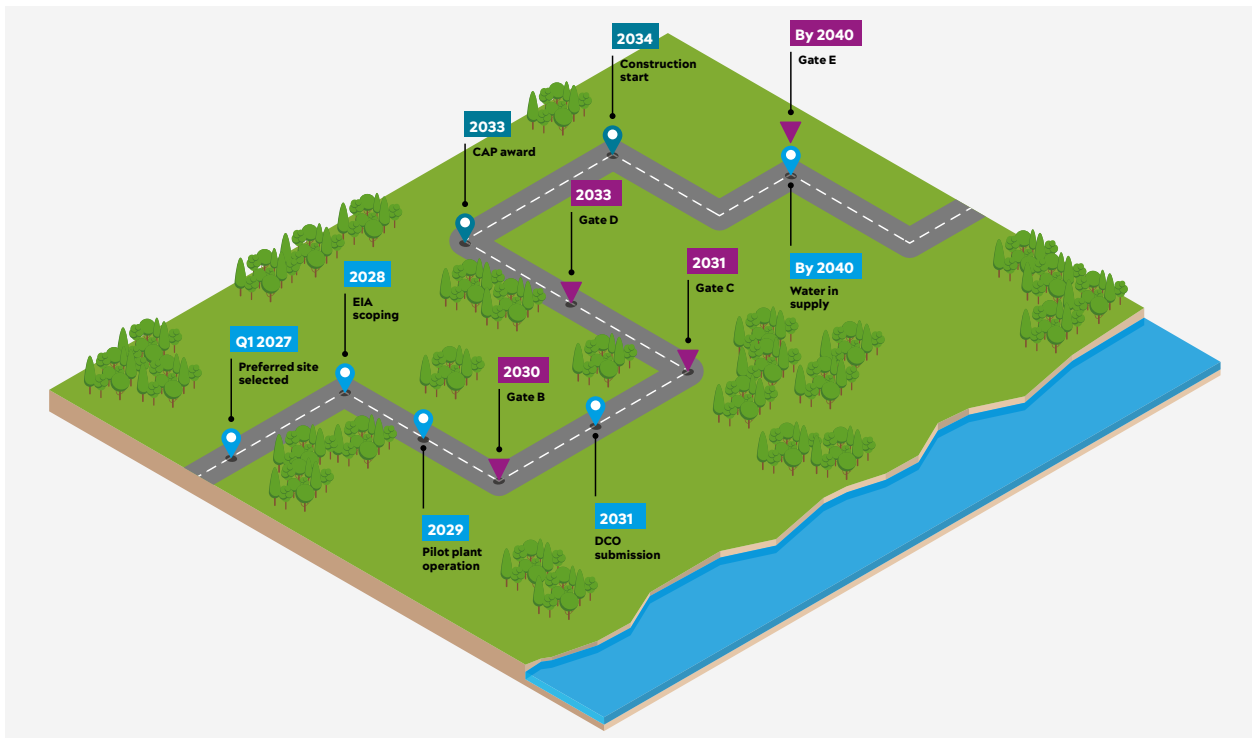 2034
Construction
start
By 2040
Gate E
2033
CAP award
2033
Gate D
2031
Gate C
By 2040
Water in
supply
2028
EIA
scoping
Q1 2027
Preferred site
selected
2030
Gate B
2029
Pilot plant
operation
2031
DCO
submission